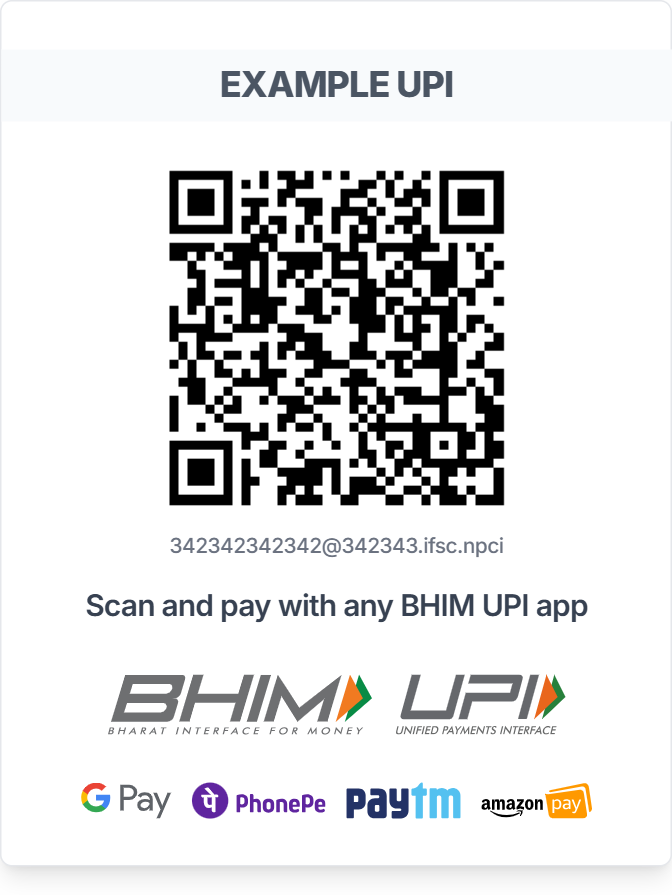 EXAMPLE UPI
342342342342@342343.ifsc.npci
Scan and pay with any BHIM UPI app
BHIM UPI
BHARAT INTERFACE FOR MONEY UNIFIED PAYMENTS INTERFACE
G Pay पे PhonePe paytm amazon pay